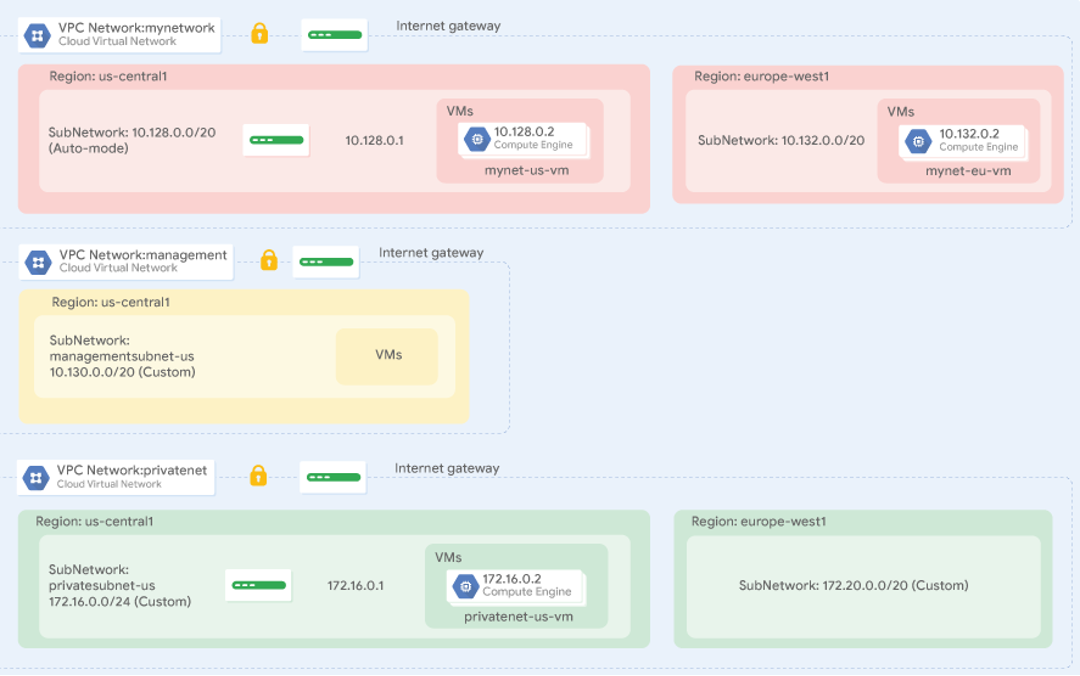 VPC Network:mynetwork
Cloud Virtual Network
Internet gateway
Region: us-central1
SubNetwork: 10.128.0.0/20
(Auto-mode)
10.128.0.1
VMs
10.128.0.2
Compute Engine
mynet-us-vm
Region: europe-west1
SubNetwork: 10.132.0.0/20
VMs
10.132.0.2
Compute Engine
mynet-eu-vm
VPC Network:management
Cloud Virtual Network
Internet gateway
Region: us-central1
SubNetwork:
managementsubnet-us
10.130.0.0/20 (Custom)
VMs
VPC Network:privatenet
Cloud Virtual Network
Internet gateway
Region: us-central1
SubNetwork:
privatesubnet-us
172.16.0.0/24 (Custom)
172.16.0.1
VMs
172.16.0.2
Compute Engine
privatenet-us-vm
Region: europe-west1
SubNetwork: 172.20.0.0/20 (Custom)